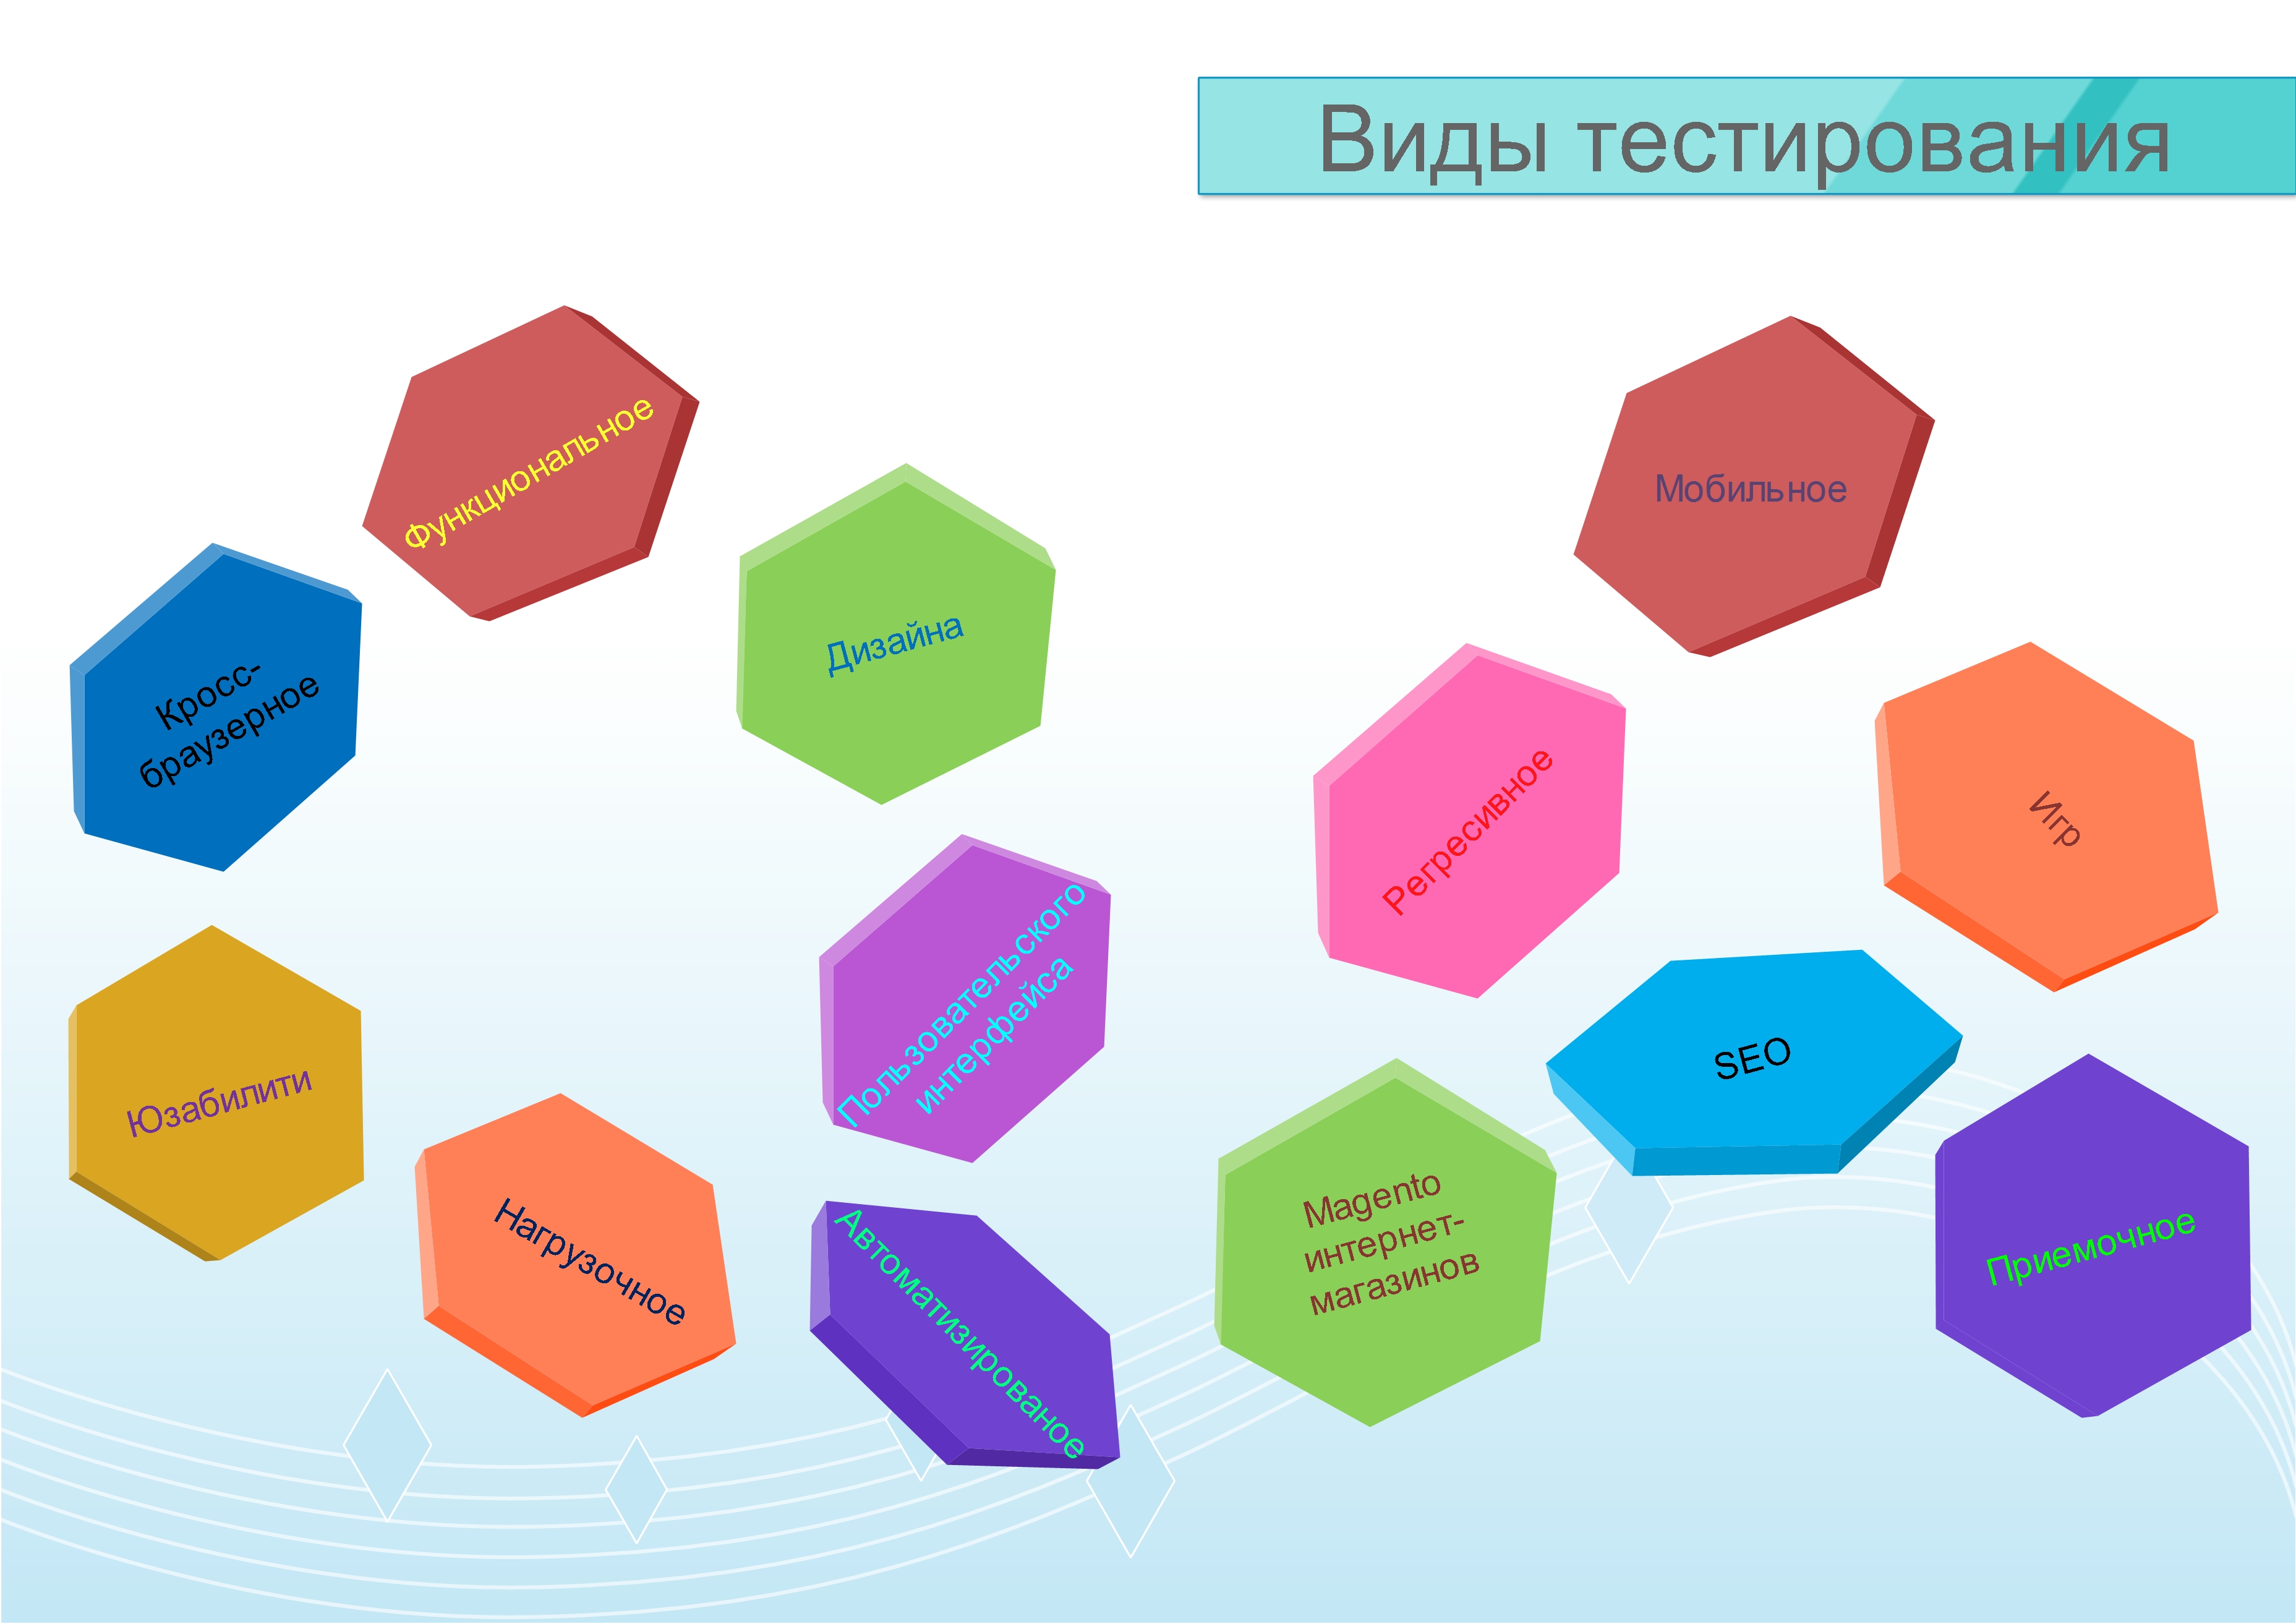 Виды тестирования
Функциональное
Мобильное
Дизайна
Кросс-
браузерное
Регресивное
Игр
Пользовательского
интерфейса
SEO
Юзабилити
Нагрузочное
Magento
интернет-
магазинов
Приемочное
Автоматизированое